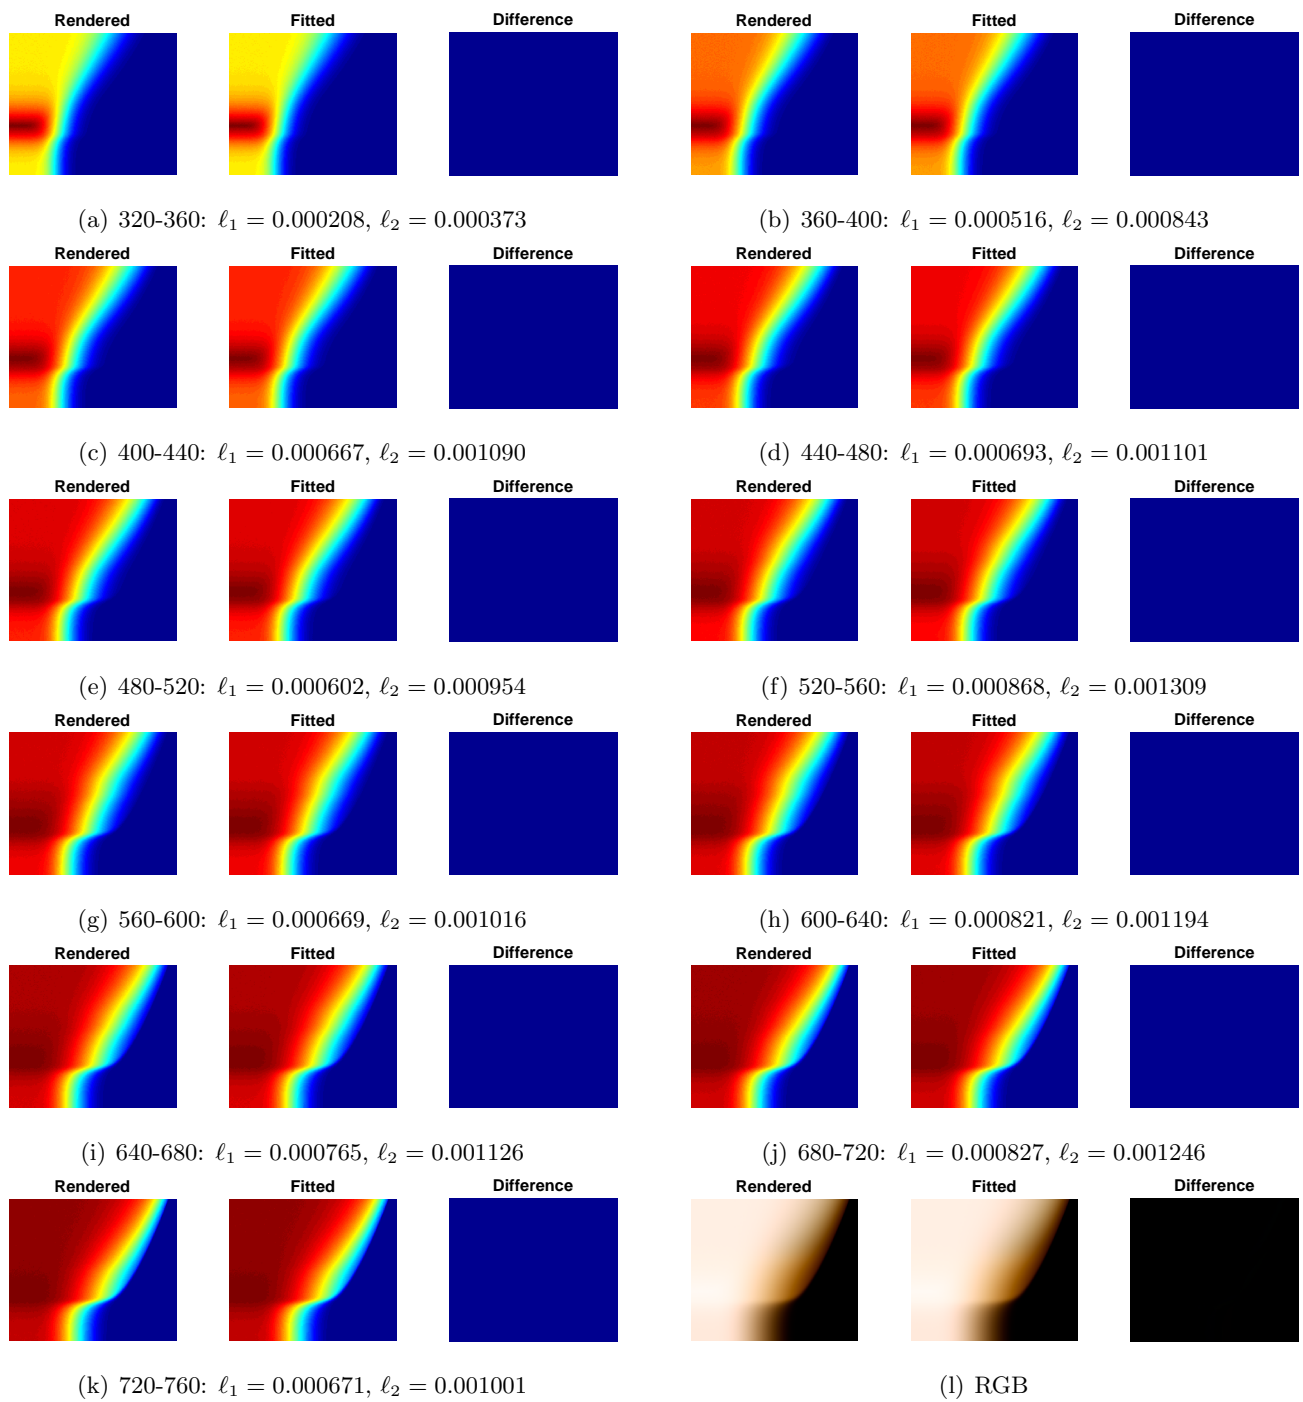 Rendered Fitted Difference Rendered Fitted Difference
(a) 320-360: ℓ₁ = 0.000208, ℓ₂ = 0.000373 (b) 360-400: ℓ₁ = 0.000516, ℓ₂ = 0.000843
Rendered Fitted Difference Rendered Fitted Difference
(c) 400-440: ℓ₁ = 0.000667, ℓ₂ = 0.001090 (d) 440-480: ℓ₁ = 0.000693, ℓ₂ = 0.001101
Rendered Fitted Difference Rendered Fitted Difference
(e) 480-520: ℓ₁ = 0.000602, ℓ₂ = 0.000954 (f) 520-560: ℓ₁ = 0.000868, ℓ₂ = 0.001309
Rendered Fitted Difference Rendered Fitted Difference
(g) 560-600: ℓ₁ = 0.000669, ℓ₂ = 0.001016 (h) 600-640: ℓ₁ = 0.000821, ℓ₂ = 0.001194
Rendered Fitted Difference Rendered Fitted Difference
(i) 640-680: ℓ₁ = 0.000765, ℓ₂ = 0.001126 (j) 680-720: ℓ₁ = 0.000827, ℓ₂ = 0.001246
Rendered Fitted Difference Rendered Fitted Difference
(k) 720-760: ℓ₁ = 0.000671, ℓ₂ = 0.001001 (l) RGB